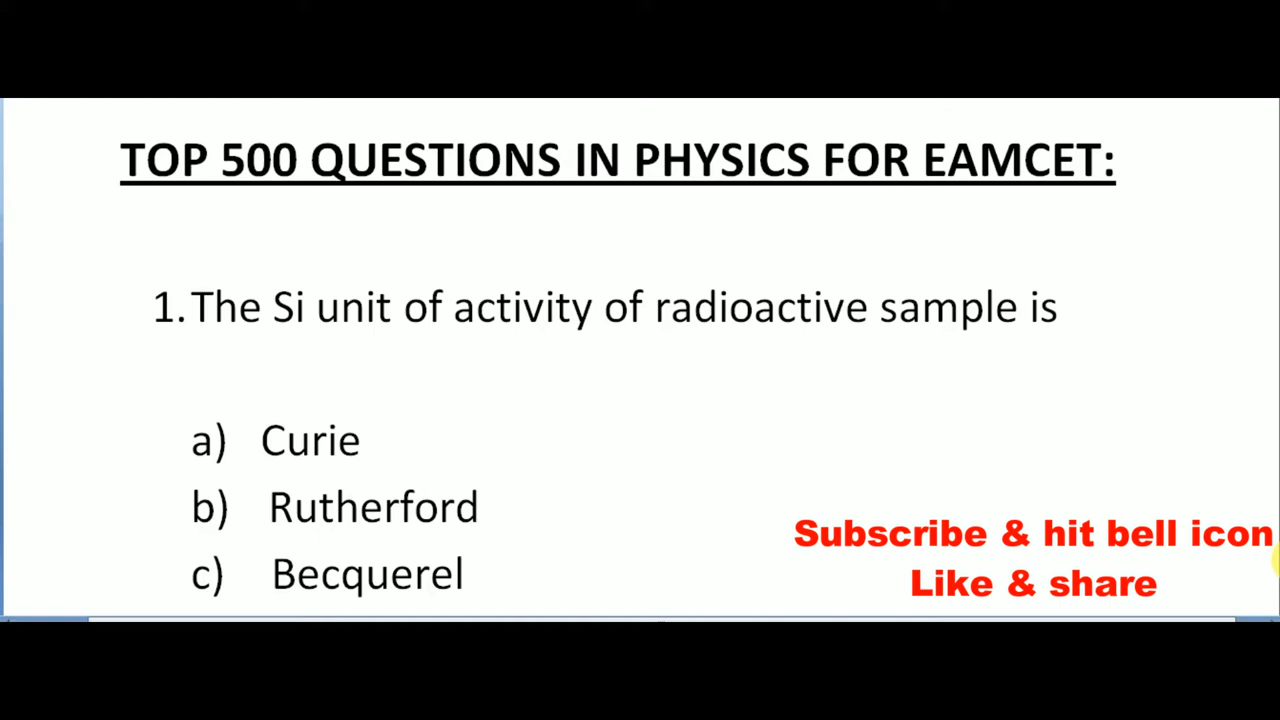 TOP 500 QUESTIONS IN PHYSICS FOR EAMCET:
1. The Si unit of activity of radioactive sample is
a) Curie
b) Rutherford
c) Becquerel
Subscribe & hit bell icon
Like & share